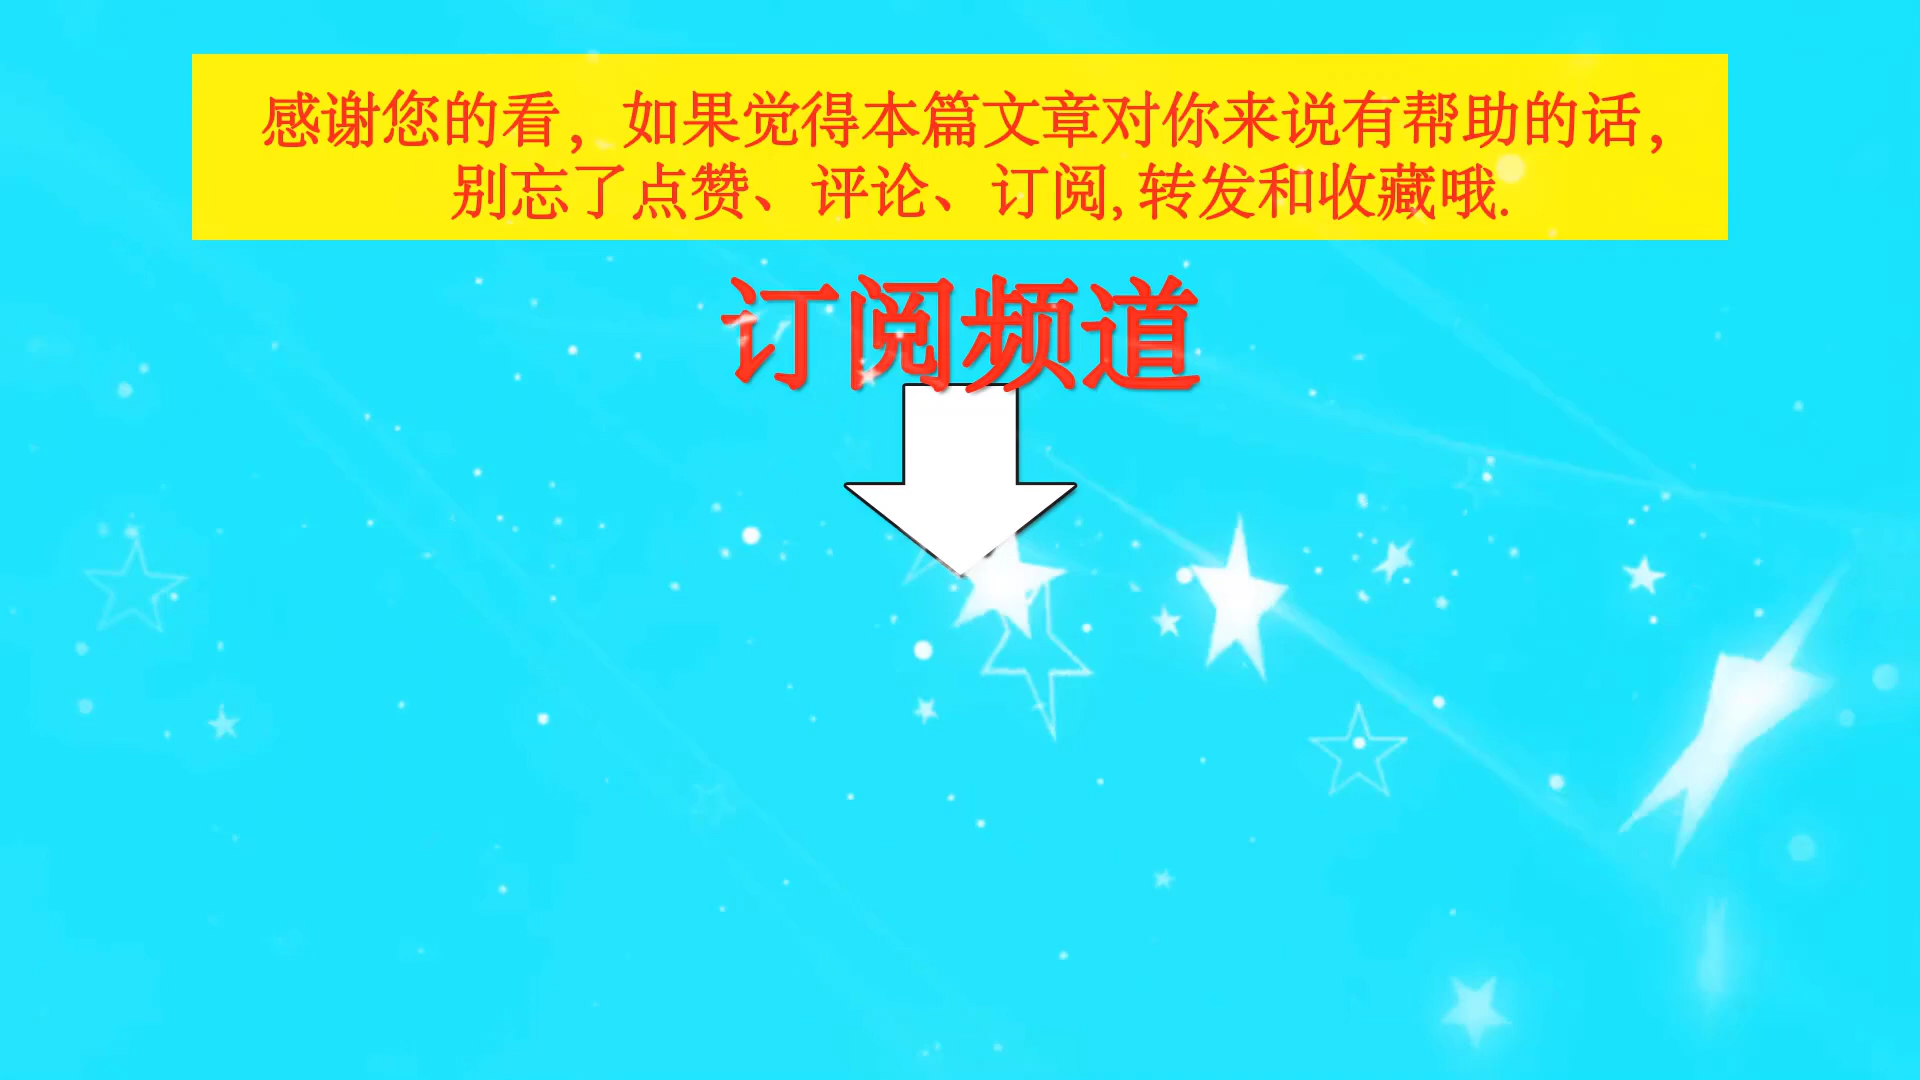 感谢您的看，如果觉得本篇文章对你来说有帮助的话，
别忘了点赞、评论、订阅,转发和收藏哦.
订阅频道